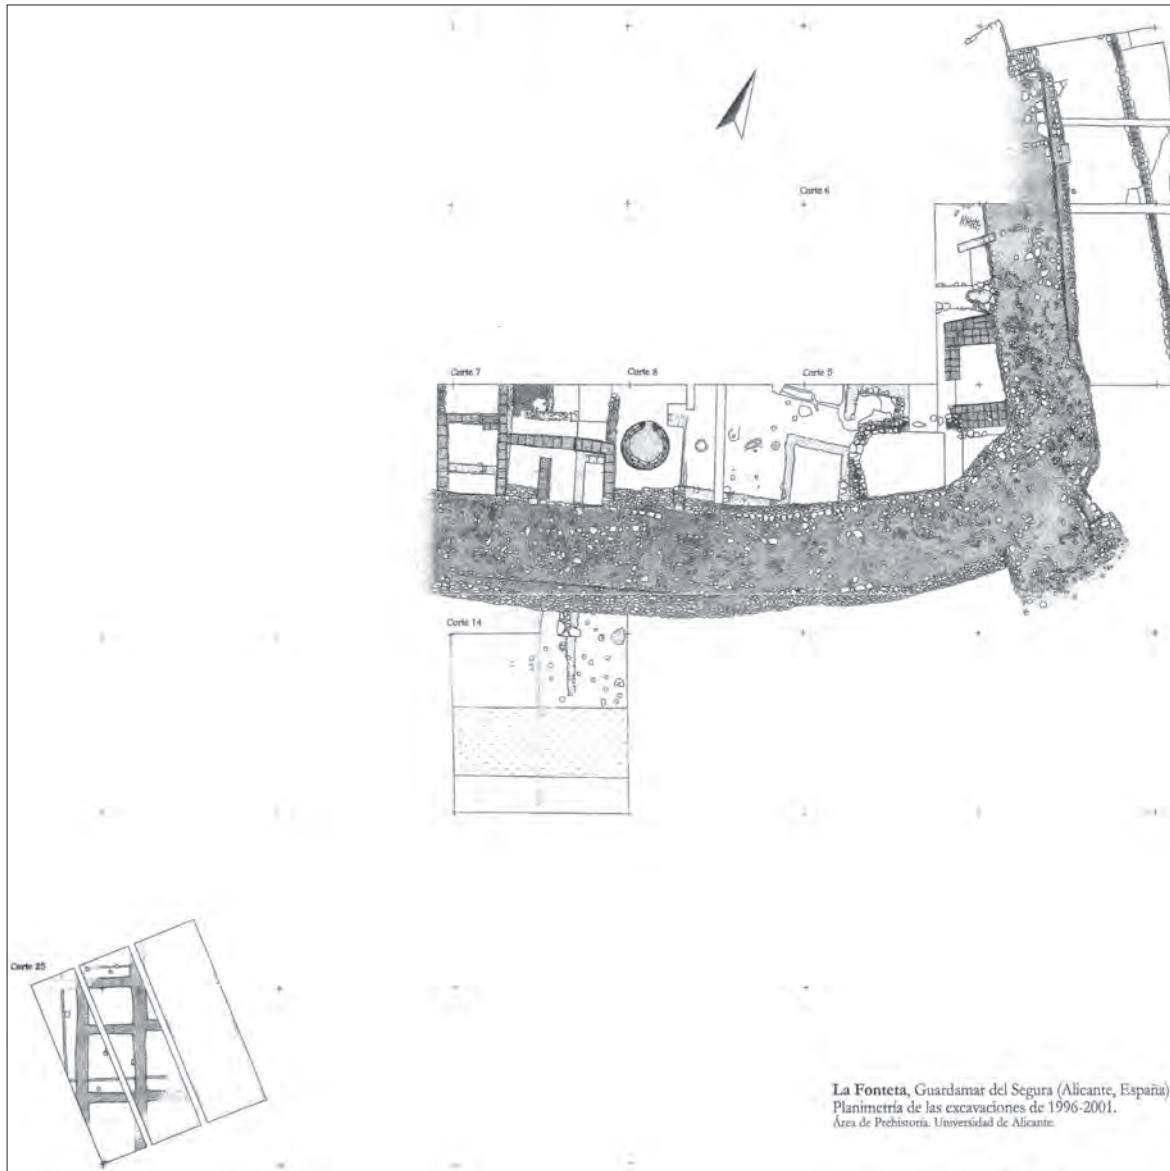 Corte 6
Corte 7
Corte 8
Corte 5
Corte 14
Corte 25
La Fonteta, Guardamar del Segura (Alicante, España)
Planimetría de las excavaciones de 1996-2001.
Área de Prehistoria. Universidad de Alicante.